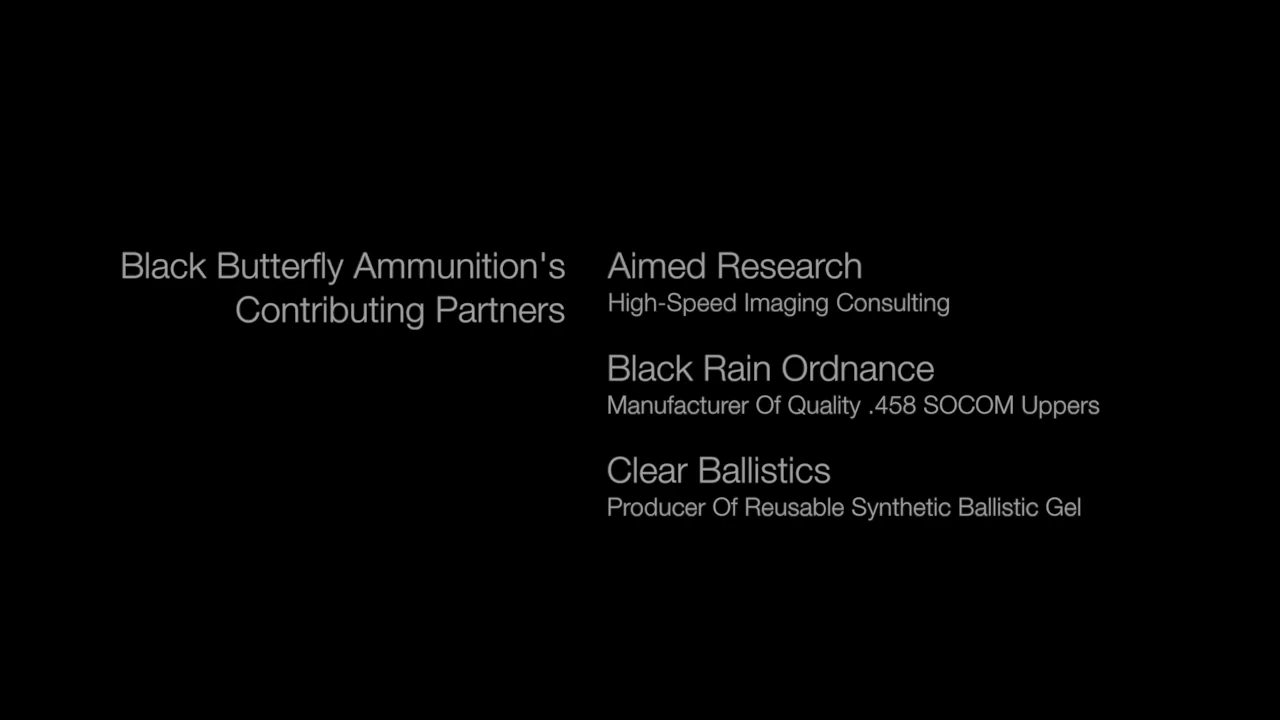 Black Butterfly Ammunition's
Contributing Partners
Aimed Research
High-Speed Imaging Consulting
Black Rain Ordnance
Manufacturer Of Quality .458 SOCOM Uppers
Clear Ballistics
Producer Of Reusable Synthetic Ballistic Gel